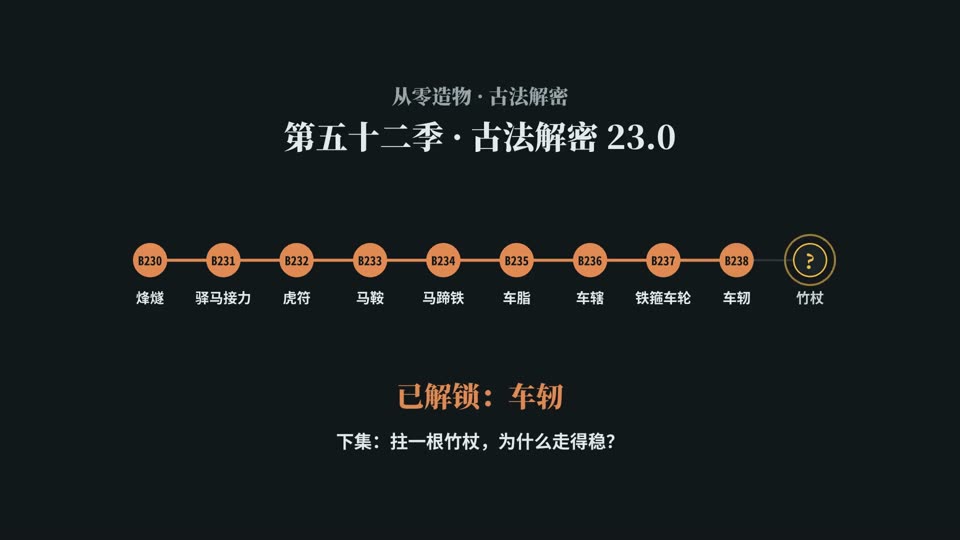 从零造物 · 古法解密
第五十二季 · 古法解密 23.0
B230 B231 B232 B233 B234 B235 B236 B237 B238 ?
烽燧 驿马接力 虎符 马鞍 马蹄铁 车脂 车辖 铁箍车轮 车轫 竹杖
已解锁：车轫
下集：拄一根竹杖，为什么走得稳？